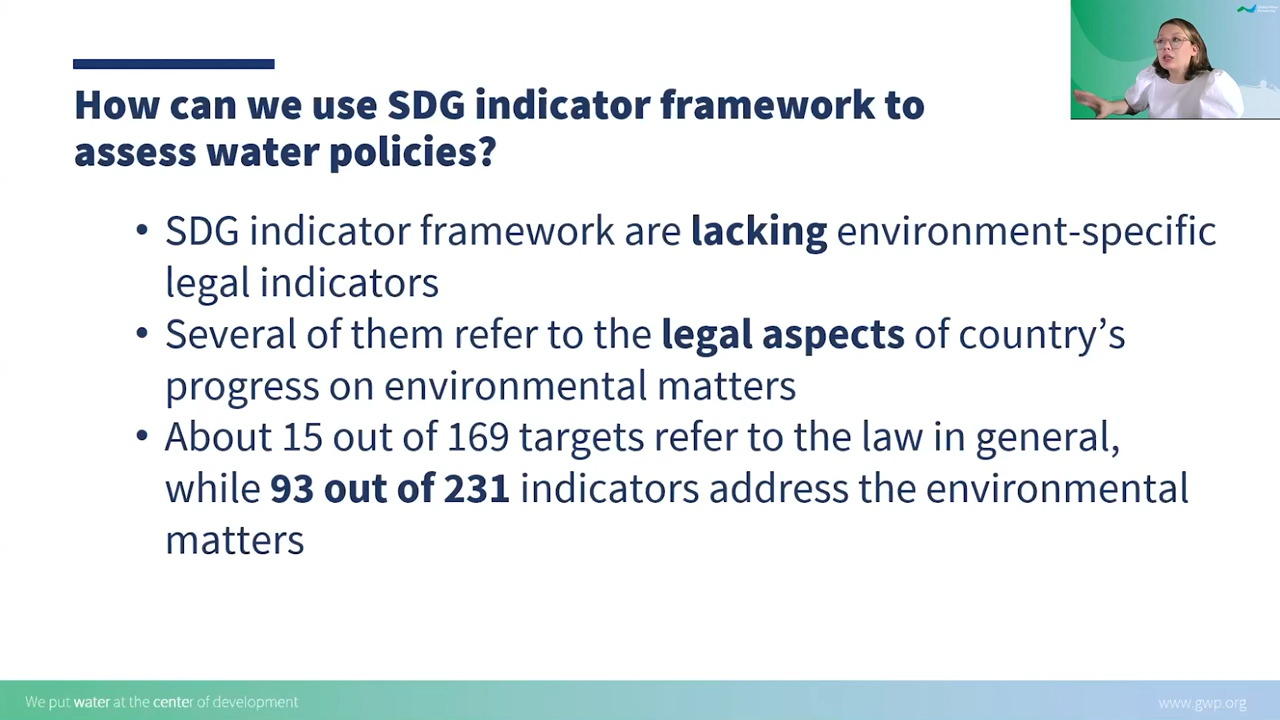 How can we use SDG indicator framework to
assess water policies?
• SDG indicator framework are lacking environment-specific
legal indicators
• Several of them refer to the legal aspects of country’s
progress on environmental matters
• About 15 out of 169 targets refer to the law in general,
while 93 out of 231 indicators address the environmental
matters
We put water at the center of development
www.gwp.org